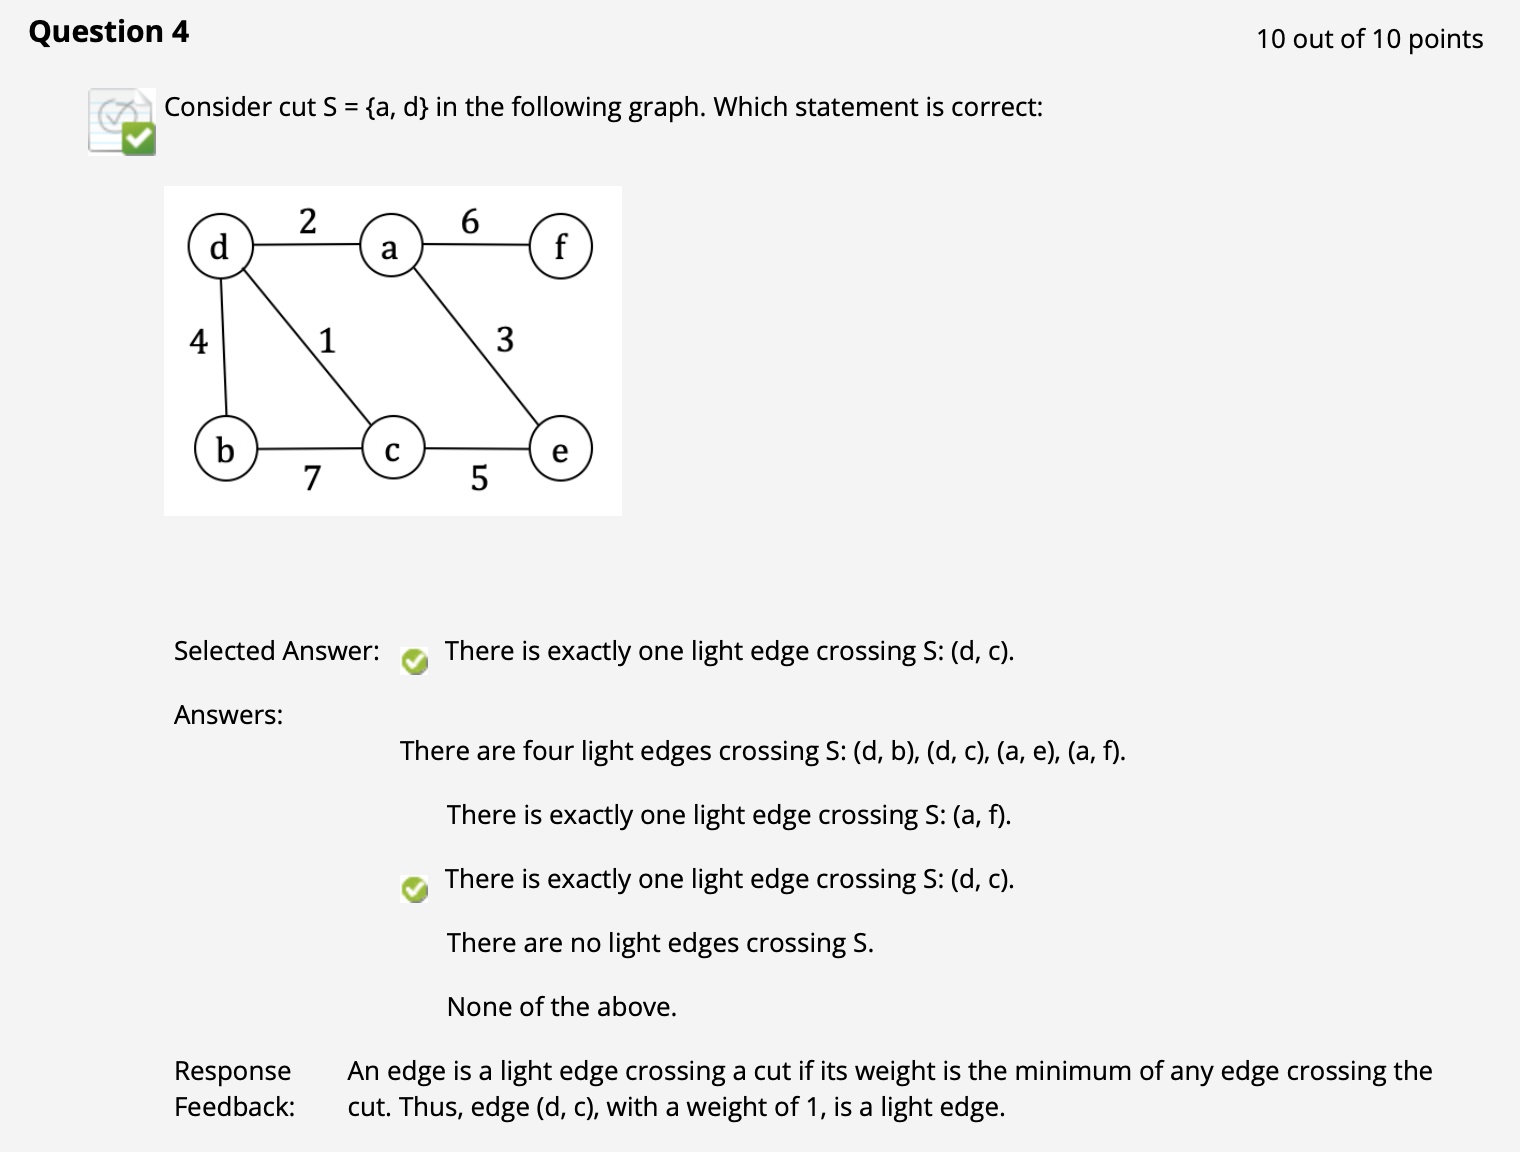 Question 4
10 out of 10 points
Consider cut S = {a, d} in the following graph. Which statement is correct:
2
6
d
a
f
4
1
3
b
c
e
7
5
Selected Answer:
There is exactly one light edge crossing S: (d, c).
Answers:
There are four light edges crossing S: (d, b), (d, c), (a, e), (a, f).
There is exactly one light edge crossing S: (a, f).
There is exactly one light edge crossing S: (d, c).
There are no light edges crossing S.
None of the above.
Response
Feedback:
An edge is a light edge crossing a cut if its weight is the minimum of any edge crossing the
cut. Thus, edge (d, c), with a weight of 1, is a light edge.